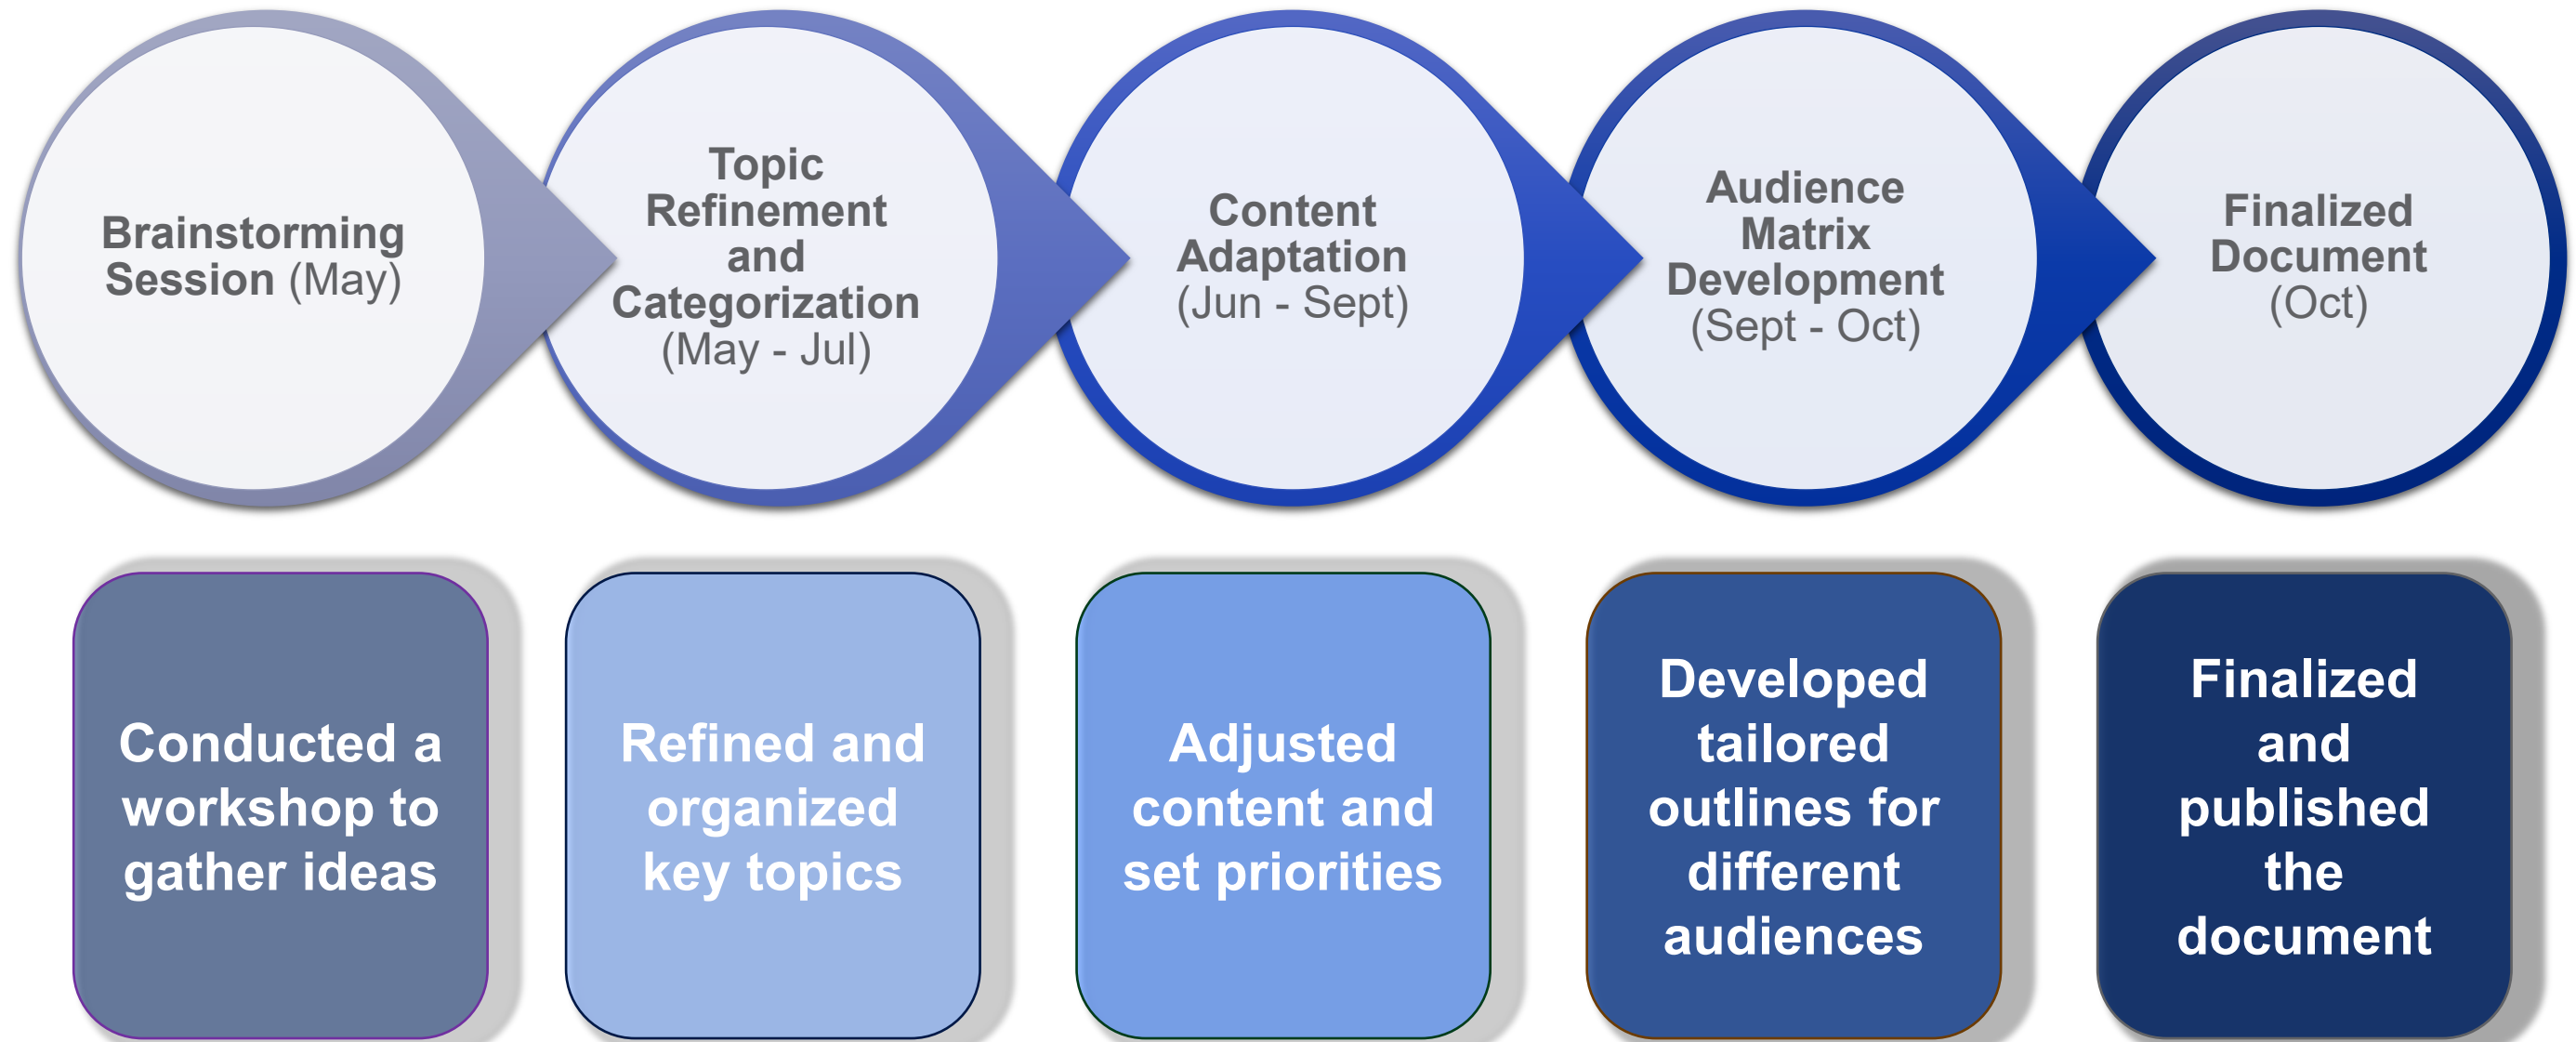 Brainstorming
Session (May)
Topic
Refinement
and
Categorization
(May - Jul)
Content
Adaptation
(Jun - Sept)
Audience
Matrix
Development
(Sept - Oct)
Finalized
Document
(Oct)
Conducted a
workshop to
gather ideas
Refined and
organized
key topics
Adjusted
content and
set priorities
Developed
tailored
outlines for
different
audiences
Finalized
and
published
the
document